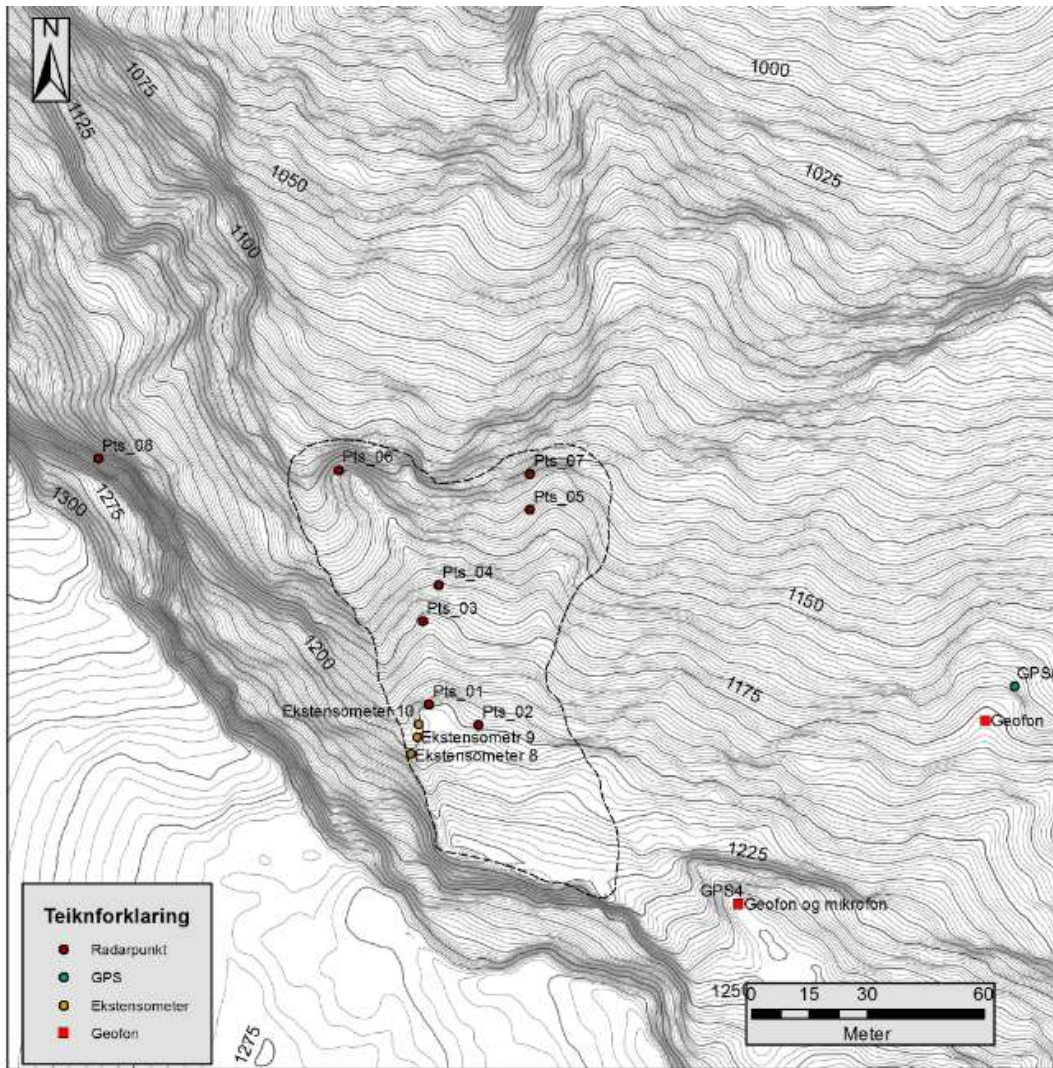 N
1000
1075
1125
1050
1025
1100
Pts_08
Pts_06
Pts_07
1275
1300
Pts_05
Pts_04
1150
Pts_03
1200
GPS
1175
Pts_01
Ekstensometer 10
Pts_02
Geofon
Ekstensometr 9
Ekstensometer 8
1225
GPS4
Geofon og mikrofon
Teiknforklaring
Radarpunkt
GPS
Ekstensometer
Geofon
1275
0 15 30 60
Meter